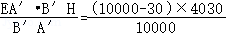 EA′ •B′ H / B′ A′ = (10000-30)×4030 / 10000